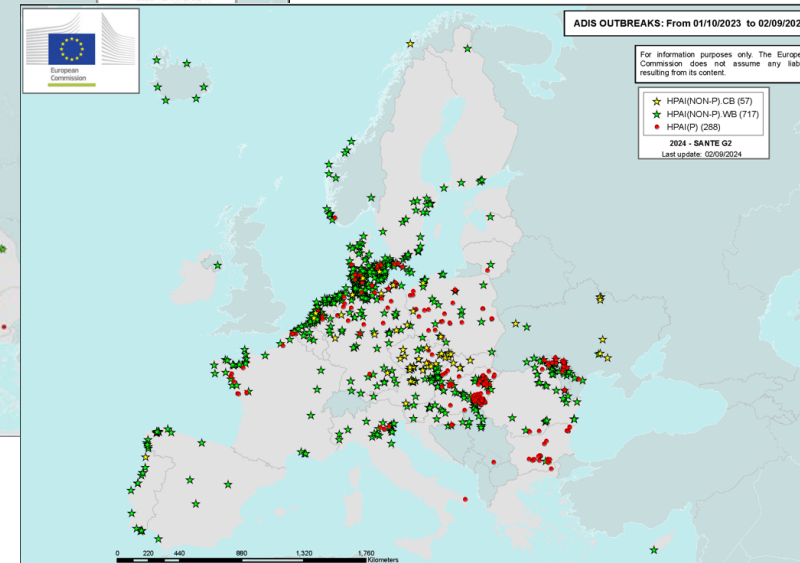 ADIS OUTBREAKS: From 01/10/2023 to 02/09/202
European
Commission
For information purposes only. The Europe
Commission does not assume any liab
resulting from its content.
HPAI(NON-P).CB (57)
HPAI(NON-P).WB (717)
HPAI(P) (288)
2024 - SANTE G2
Last update: 02/09/2024
0 220 440 880 1,320 1,760
Kilometers